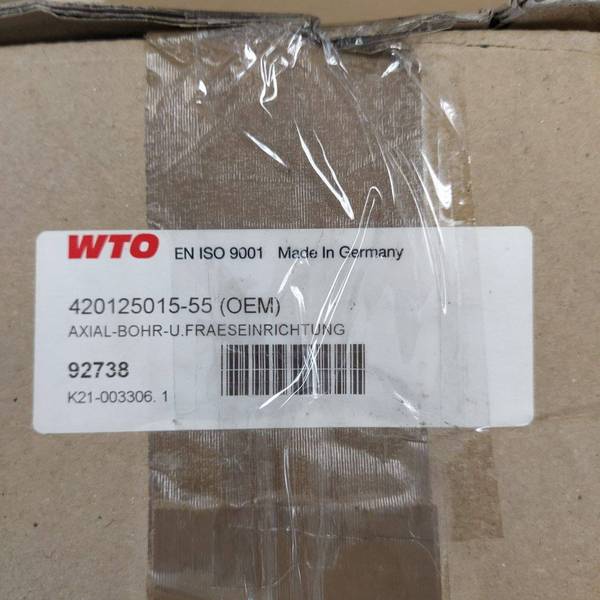 WTO EN ISO 9001 Made In Germany
420125015-55 (OEM)
AXIAL-BOHR-U.FRAESEINRICHTUNG
92738
K21-003306. 1